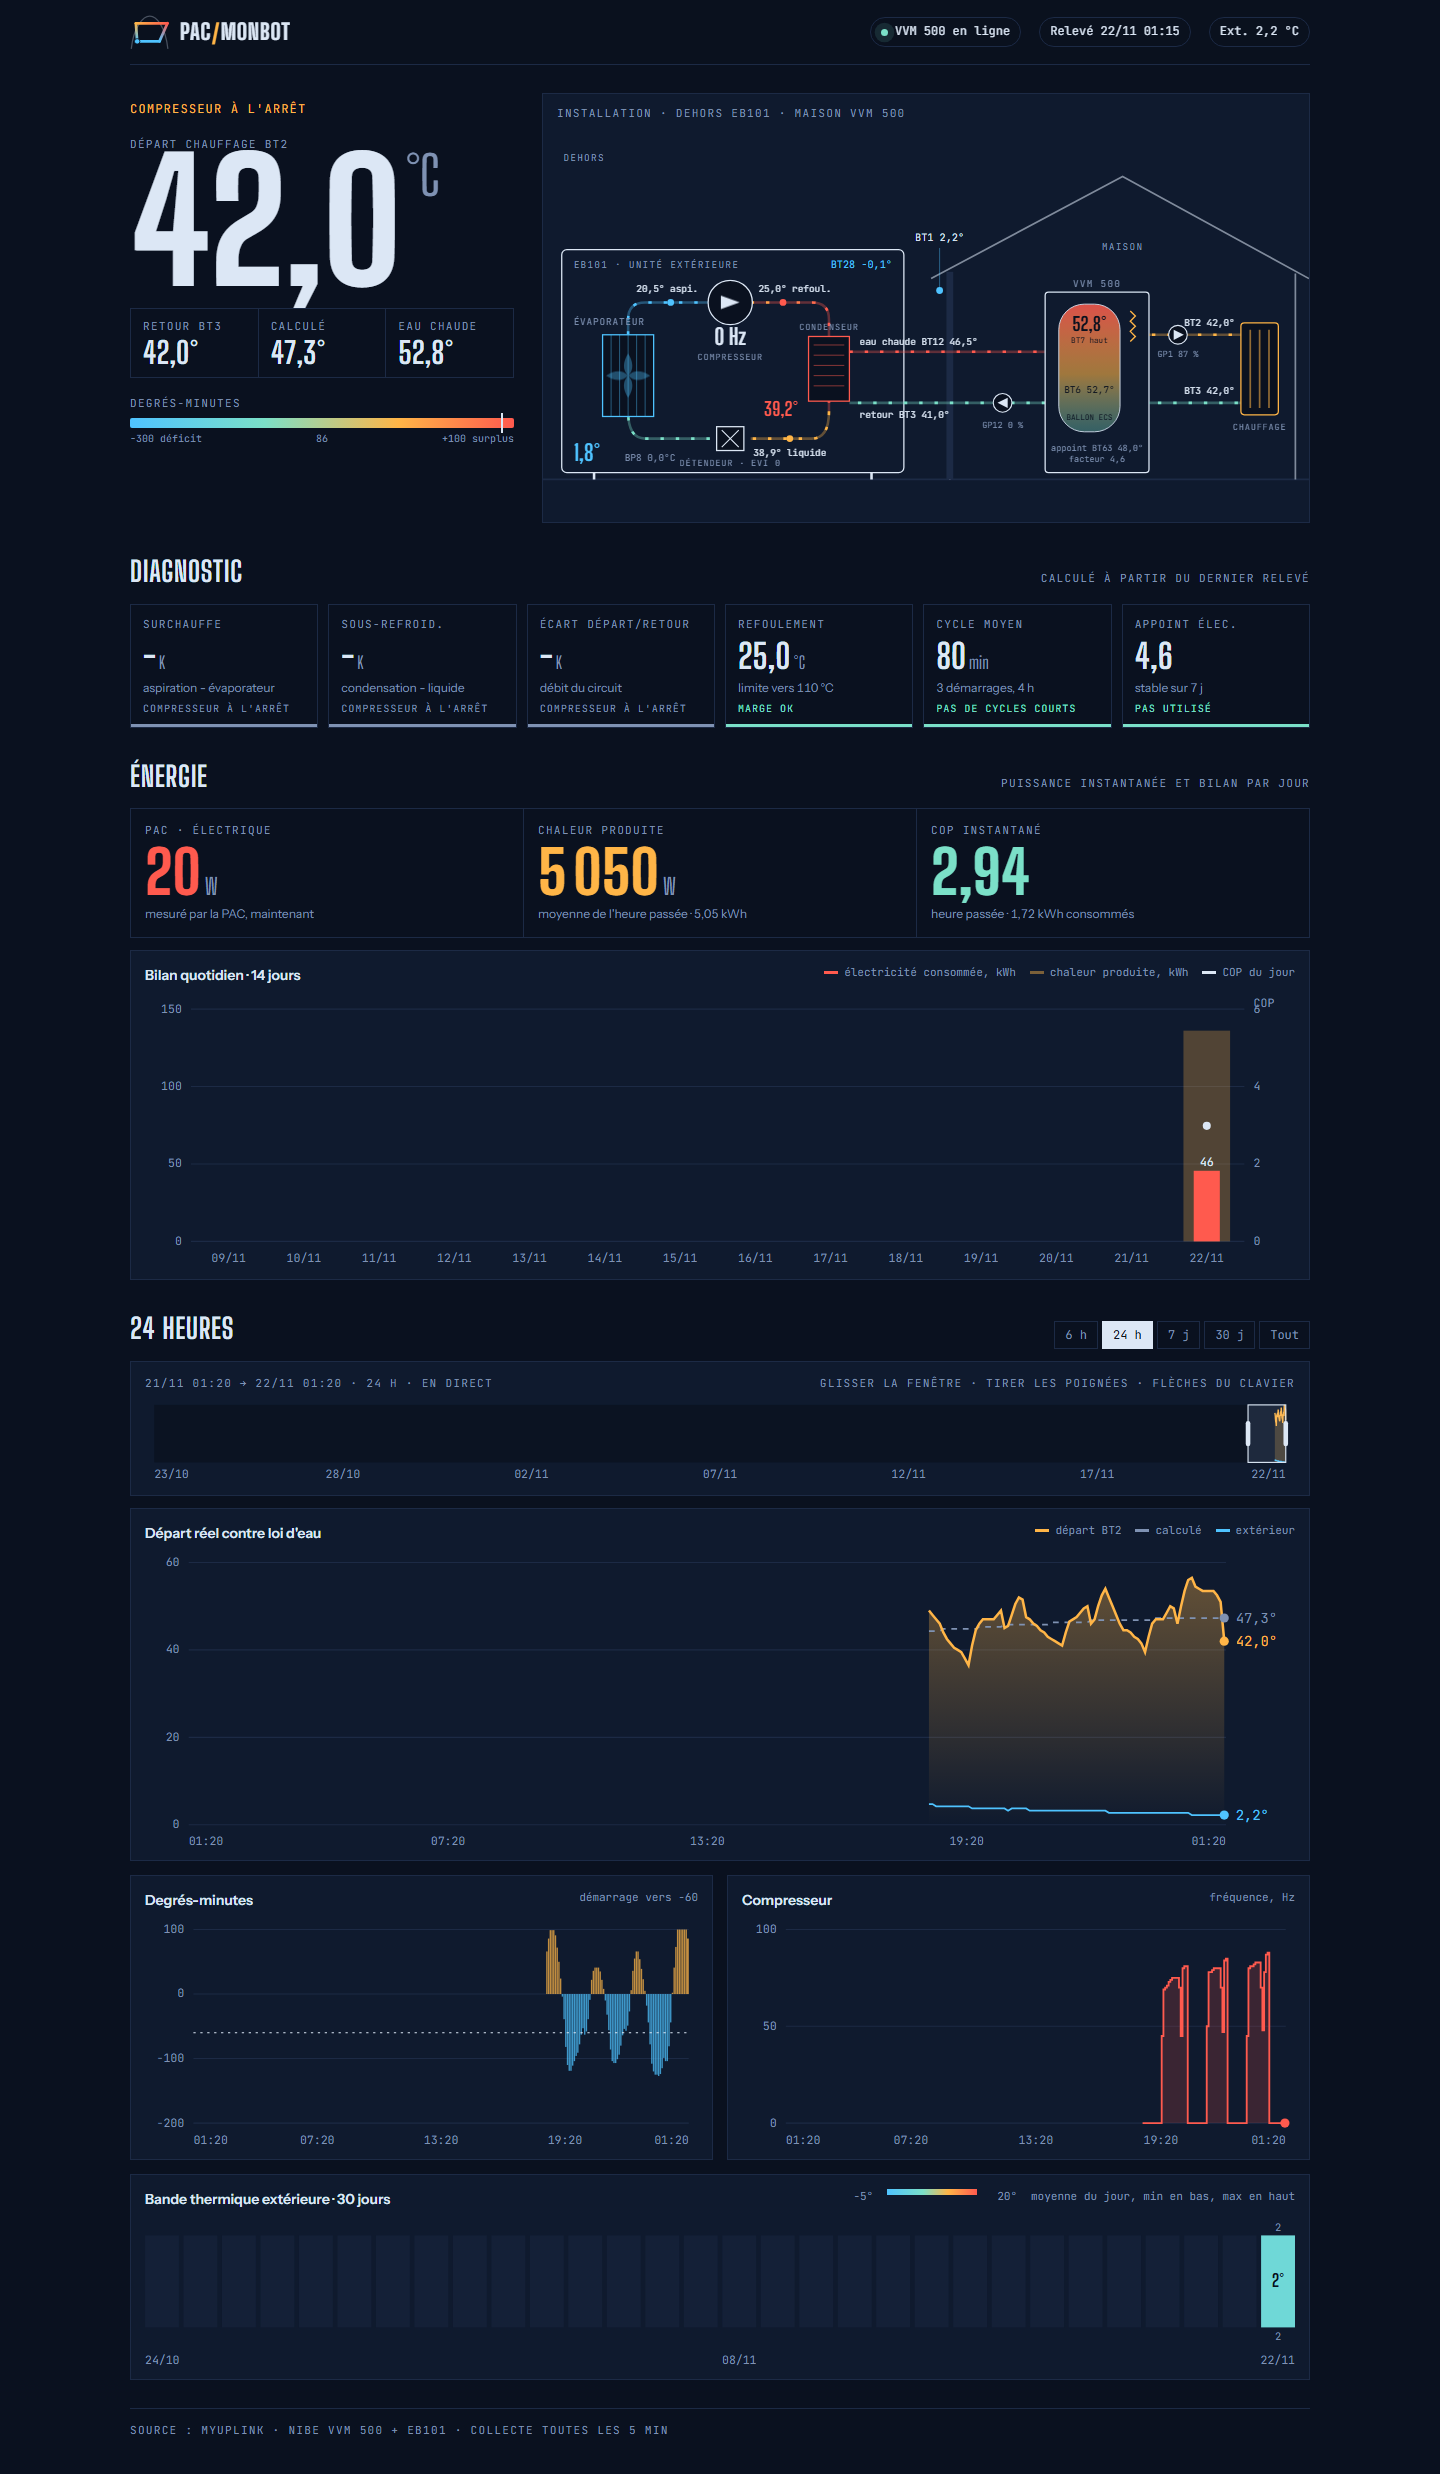 PAC/MONBOT
VVM 500 en ligne
Relevé 22/11 01:15
Ext. 2,2 °C
COMPRESSEUR À L'ARRÊT
DÉPART CHAUFFAGE BT2
42,0 °C
RETOUR BT3
42,0°
CALCULÉ
47,3°
EAU CHAUDE
52,8°
DEGRÉS-MINUTES
-300 déficit
86
+100 surplus
INSTALLATION · DEHORS EB101 · MAISON VVM 500
DEHORS
BT1 2,2°
MAISON
EB101 · UNITÉ EXTÉRIEURE
BT28 -0,1°
VVM 500
20,5° aspi.
25,0° refoul.
ÉVAPORATEUR
0 Hz
COMPRESSEUR
CONDENSEUR
eau chaude BT12 46,5°
39,2°
retour BT3 41,0°
GP12 0 %
1,8°
BP8 0,0°C
38,9° liquide
DÉTENDEUR · EVI 0
52,8°
BT7 haut
BT6 52,7°
BALLON ECS
appoint BT63 48,0°
facteur 4,6
BT2 42,0°
GP1 87 %
BT3 42,0°
CHAUFFAGE
DIAGNOSTIC
CALCULÉ À PARTIR DU DERNIER RELEVÉ
SURCHAUFFE
– K
aspiration - évaporateur
COMPRESSEUR À L'ARRÊT
SOUS-REFROID.
– K
condensation - liquide
COMPRESSEUR À L'ARRÊT
ÉCART DÉPART/RETOUR
– K
débit du circuit
COMPRESSEUR À L'ARRÊT
REFOULEMENT
25,0 °C
limite vers 110 °C
MARGE OK
CYCLE MOYEN
80 min
3 démarrages, 4 h
PAS DE CYCLES COURTS
APPOINT ÉLEC.
4,6
stable sur 7 j
PAS UTILISÉ
ÉNERGIE
PUISSANCE INSTANTANÉE ET BILAN PAR JOUR
PAC · ÉLECTRIQUE
20 W
mesuré par la PAC, maintenant
CHALEUR PRODUITE
5 050 W
moyenne de l'heure passée · 5,05 kWh
COP INSTANTANÉ
2,94
heure passée · 1,72 kWh consommés
Bilan quotidien · 14 jours
électricité consommée, kWh
chaleur produite, kWh
COP du jour
COP
150
6
100
4
50
46
2
0
0
09/11
10/11
11/11
12/11
13/11
14/11
15/11
16/11
17/11
18/11
19/11
20/11
21/11
22/11
24 HEURES
6 h
24 h
7 j
30 j
Tout
21/11 01:20 → 22/11 01:20 · 24 H · EN DIRECT
GLISSER LA FENÊTRE · TIRER LES POIGNÉES · FLÈCHES DU CLAVIER
23/10
28/10
02/11
07/11
12/11
17/11
22/11
Départ réel contre loi d'eau
départ BT2
calculé
extérieur
60
40
20
0
47,3°
42,0°
2,2°
01:20
07:20
13:20
19:20
01:20
Degrés-minutes
démarrage vers -60
100
0
-100
-200
01:20
07:20
13:20
19:20
01:20
Compresseur
fréquence, Hz
100
50
0
01:20
07:20
13:20
19:20
01:20
Bande thermique extérieure · 30 jours
-5°
20°
moyenne du jour, min en bas, max en haut
2
2°
2
24/10
08/11
22/11
SOURCE : MYUPLINK · NIBE VVM 500 + EB101 · COLLECTE TOUTES LES 5 MIN